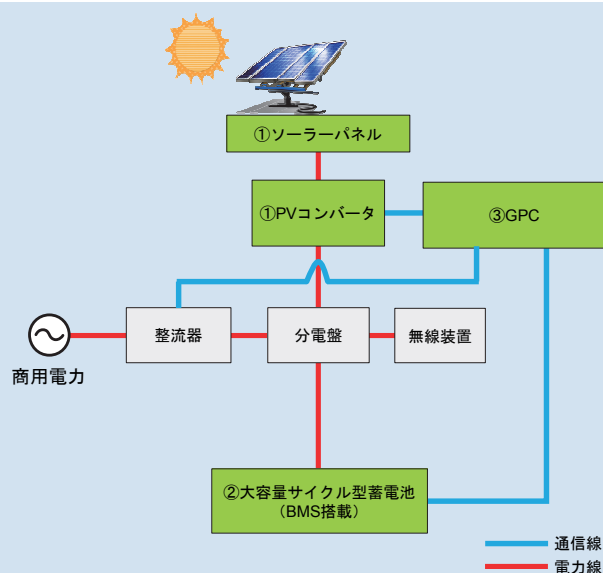 ①ソーラーパネル
①PVコンバータ
③GPC
整流器
分電盤
無線装置
商用電力
②大容量サイクル型蓄電池
（BMS搭載）
通信線
電力線